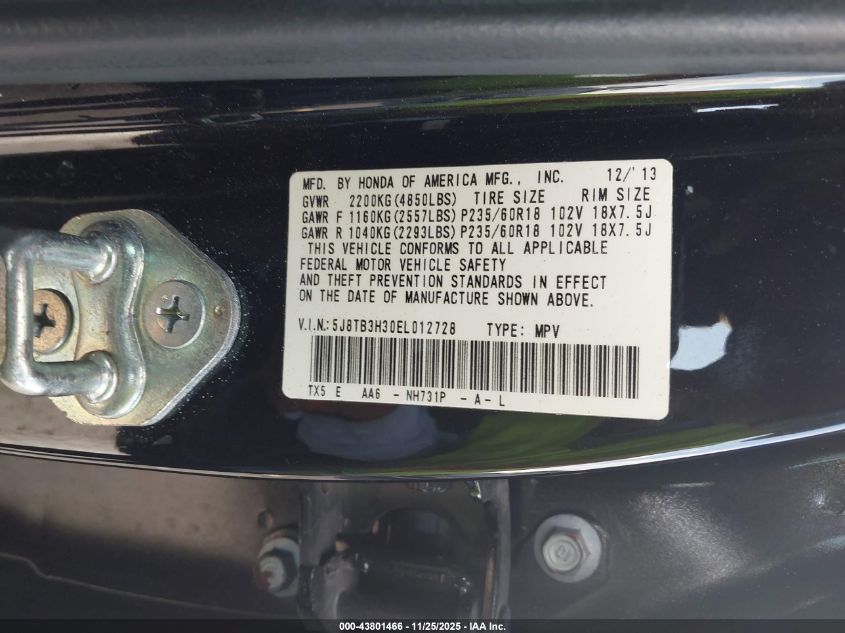 MFD. BY HONDA OF AMERICA MFG., INC. 12/'13
GVWR 2200KG(4850LBS) TIRE SIZE RIM SIZE
GAWR F 1160KG(2557LBS) P235/60R18 102V 18X7.5J
GAWR R 1040KG(2293LBS) P235/60R18 102V 18X7.5J
THIS VEHICLE CONFORMS TO ALL APPLICABLE
FEDERAL MOTOR VEHICLE SAFETY
AND THEFT PREVENTION STANDARDS IN EFFECT
ON THE DATE OF MANUFACTURE SHOWN ABOVE.
V.I.N.:5J8TB3H30EL012728 TYPE: MPV
TX5 E AA6 - NH731P - A - L
000-43801466 - 11/25/2025 - IAA Inc.